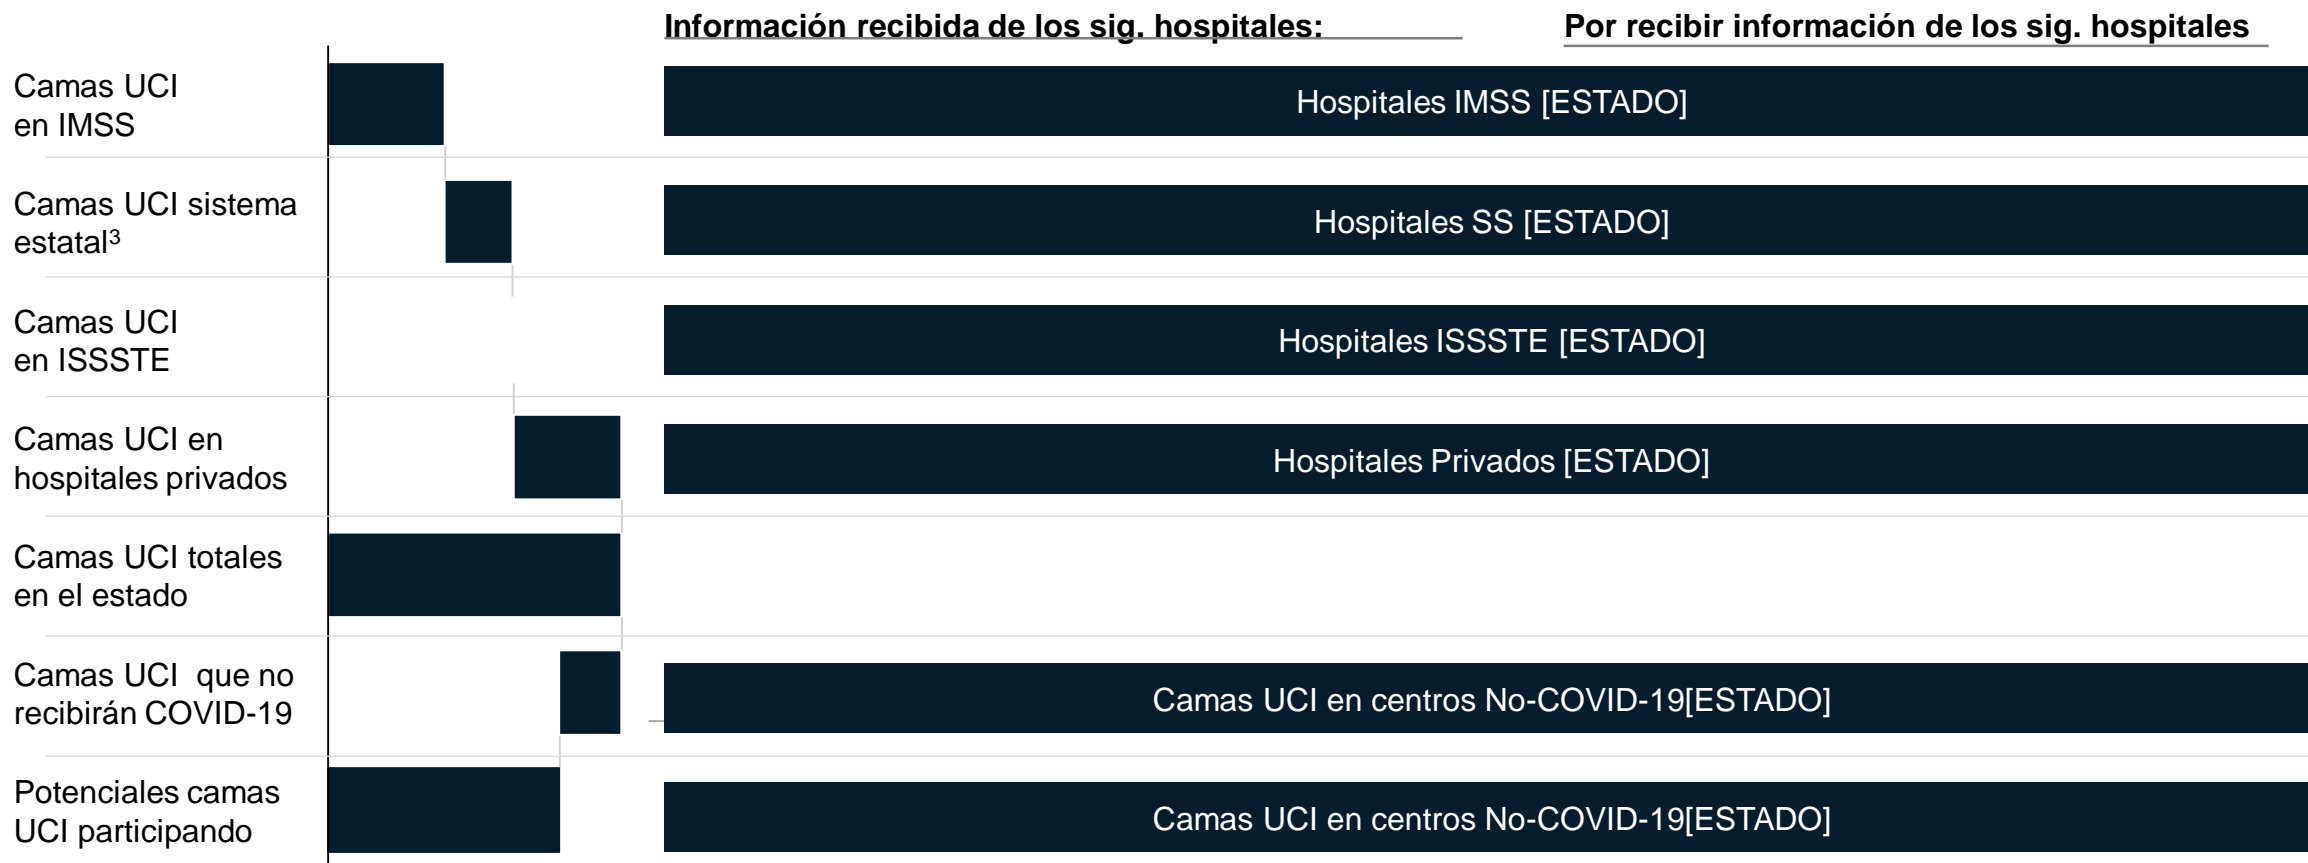 Información recibida de los sig. hospitales:
Por recibir información de los sig. hospitales
Camas UCI
en IMSS
Hospitales IMSS [ESTADO]
Camas UCI sistema
estatal3
Hospitales SS [ESTADO]
Camas UCI
en ISSSTE
Hospitales ISSSTE [ESTADO]
Camas UCI en
hospitales privados
Hospitales Privados [ESTADO]
Camas UCI totales
en el estado
Camas UCI  que no
recibirán COVID-19
Camas UCI en centros No-COVID-19[ESTADO]
Potenciales camas
UCI participando
Camas UCI en centros No-COVID-19[ESTADO]